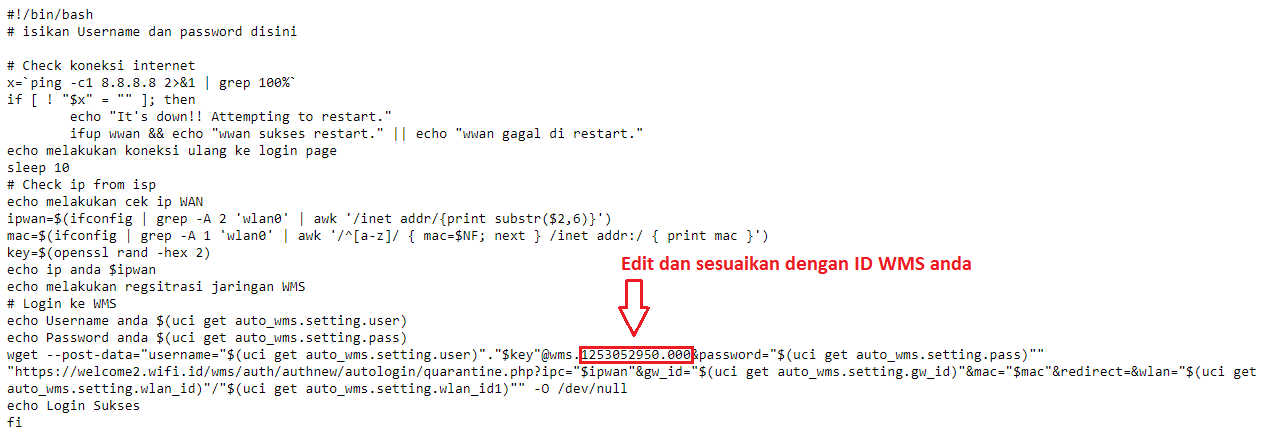 #!/bin/bash
# isikan Username dan password disini
# Check koneksi internet
x=`ping -c1 8.8.8.8 2>&1 | grep 100%`
if [ ! "$x" = "" ]; then
echo "It's down!! Attempting to restart."
ifup wwan && echo "wwan sukses restart." || echo "wwan gagal di restart."
echo melakukan koneksi ulang ke login page
sleep 10
# Check ip from isp
echo melakukan cek ip WAN
ipwan=$(ifconfig | grep -A 2 'wlan0' | awk '/inet addr/{print substr($2,6)}')
mac=$(ifconfig | grep -A 1 'wlan0' | awk '/^[a-z]/ { mac=$NF; next } /inet addr:/ { print mac }')
key=$(openssl rand -hex 2)
echo ip anda $ipwan
Edit dan sesuaikan dengan ID WMS anda
echo melakukan regsitrasi jaringan WMS
# Login ke WMS
echo Username anda $(uci get auto_wms.setting.user)
echo Password anda $(uci get auto_wms.setting.pass)
wget --post-data="username="$(uci get auto_wms.setting.user)"."$key"@wms.1253052950.000&password="$(uci get auto_wms.setting.pass)""
"https://welcome2.wifi.id/wms/auth/authnew/autologin/quarantine.php?ipc="$ipwan"&gw_id="$(uci get auto_wms.setting.gw_id)"&mac="$mac"&redirect=&wlan="$(uci get
auto_wms.setting.wlan_id)"/"$(uci get auto_wms.setting.wlan_id1)"" -O /dev/null
echo Login Sukses
fi